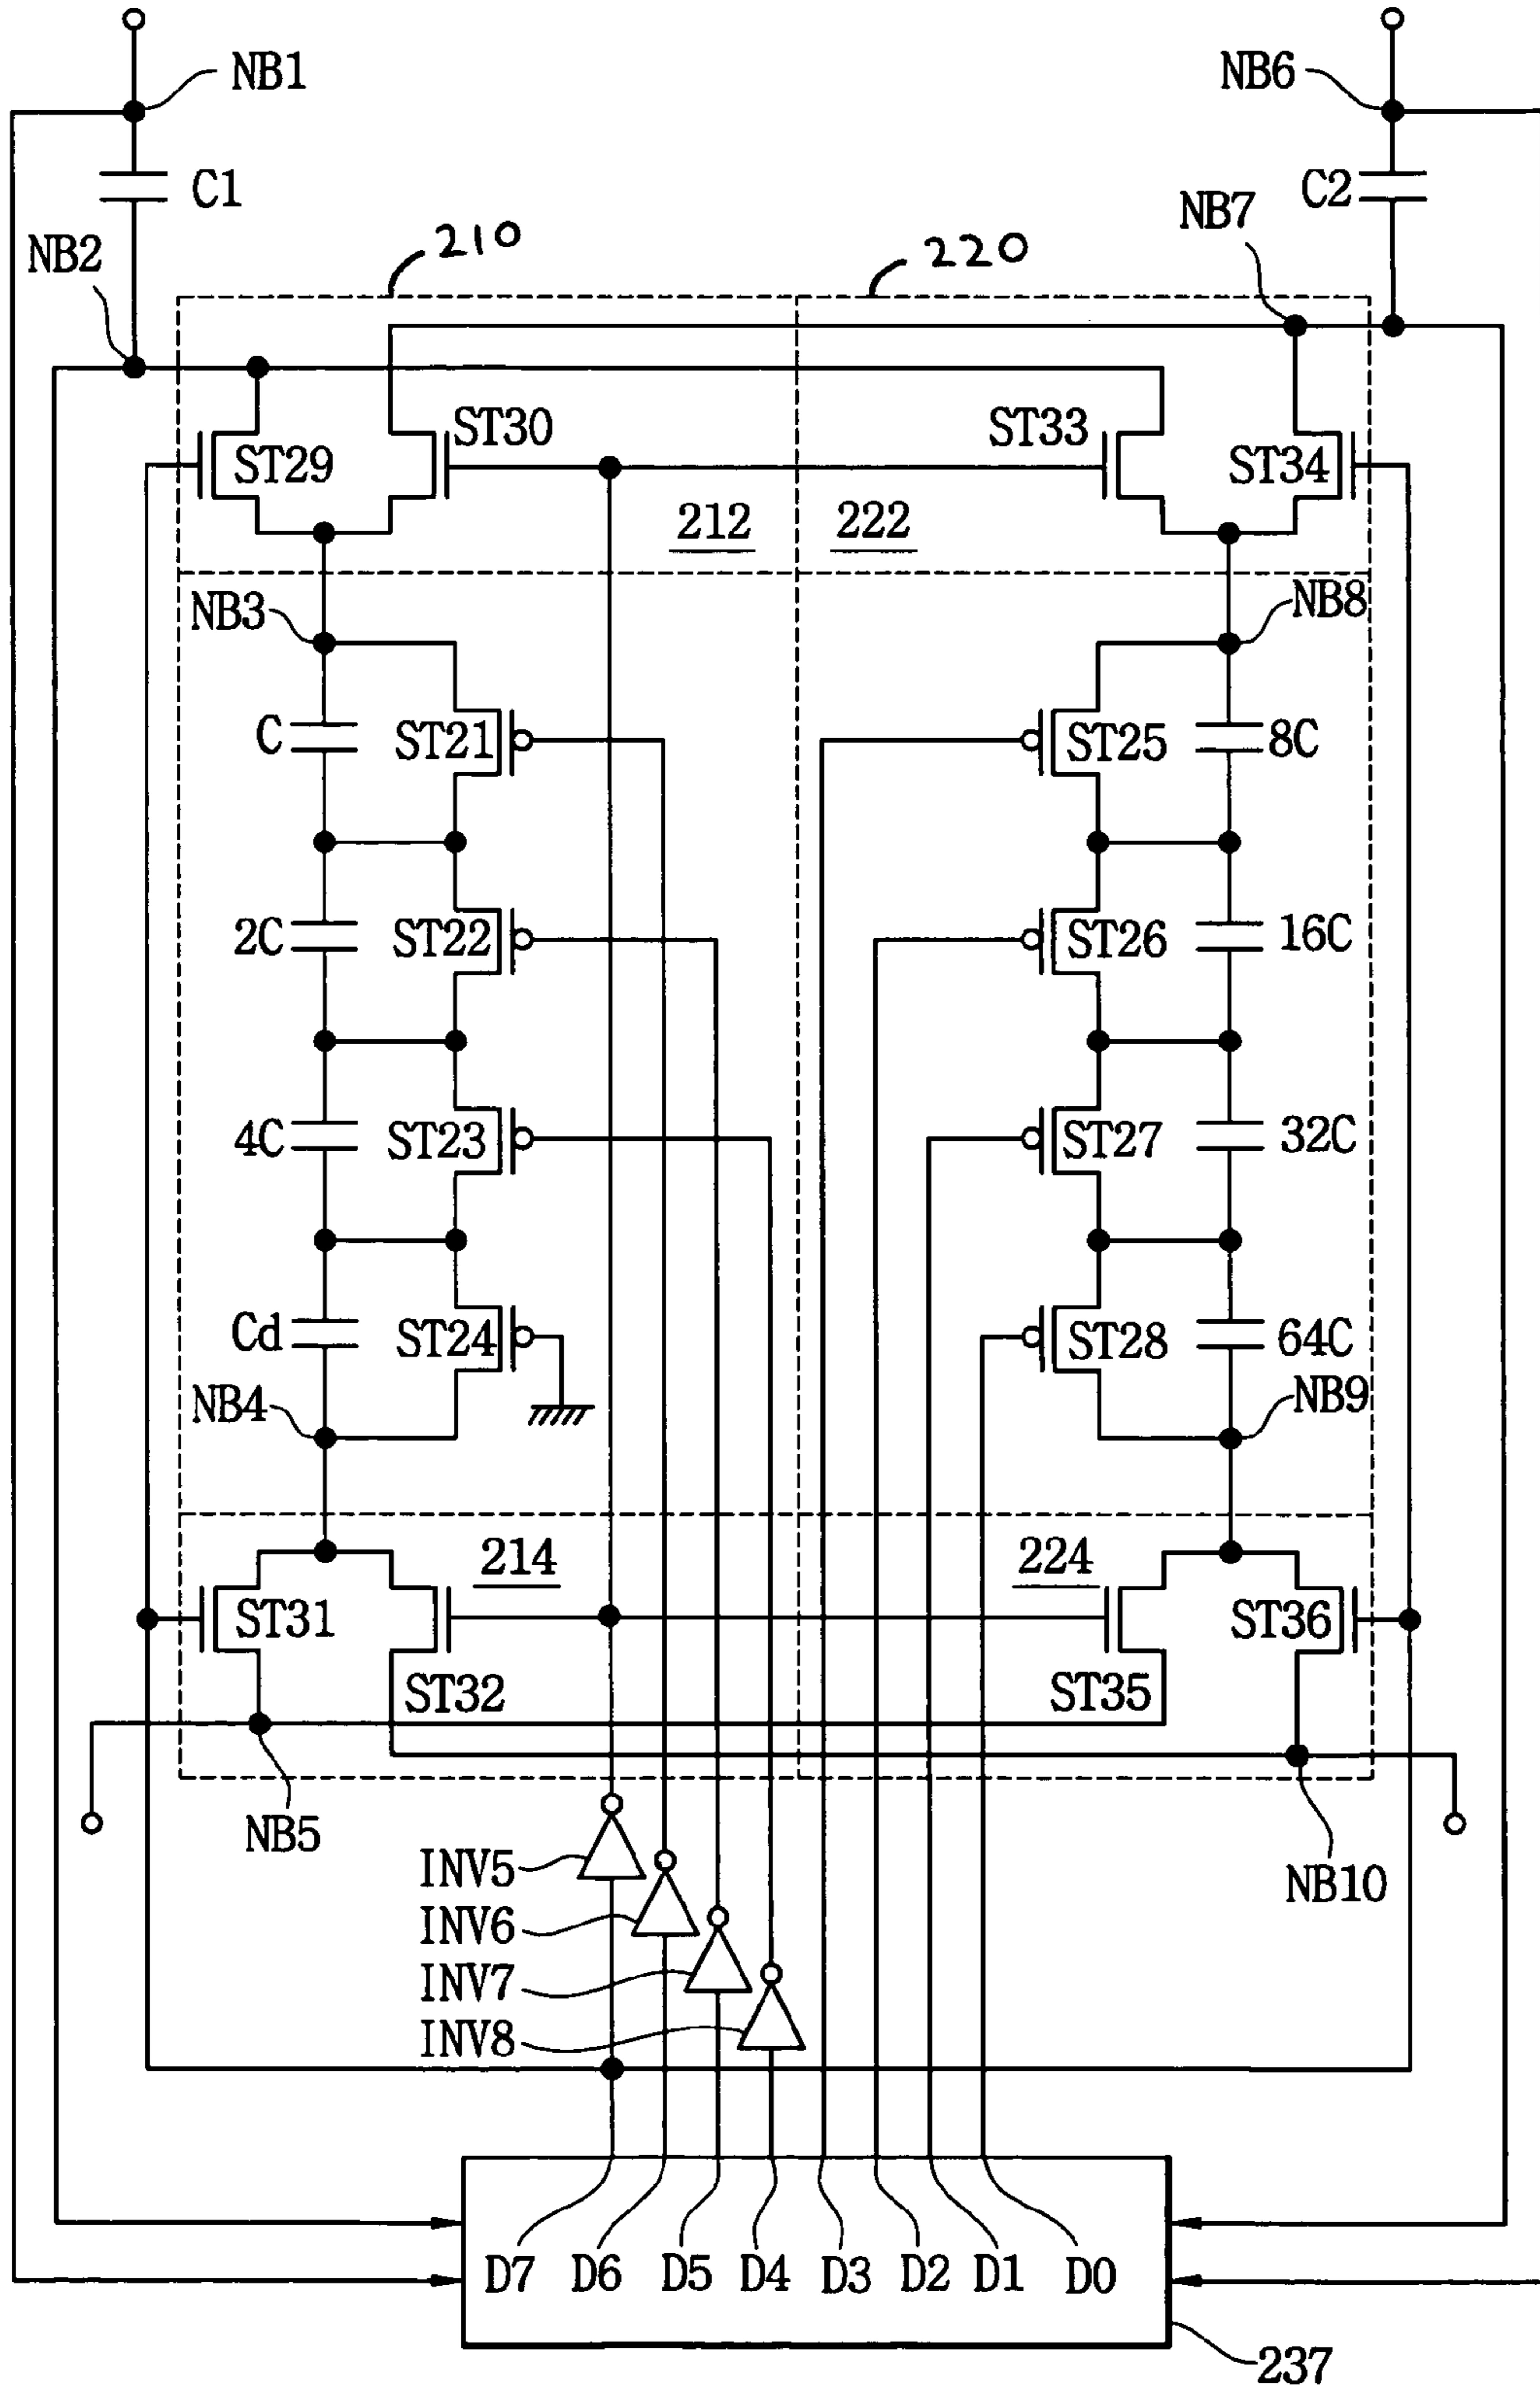 NB1
NB6
C1
C2
NB7
NB2
210
220
ST30
ST33
ST29
ST34
212
222
NB3
NB8
C
ST21
ST25
8C
2C
ST22
ST26
16C
4C
ST23
ST27
32C
Cd
ST24
ST28
64C
NB4
NB9
214
224
ST31
ST36
ST32
ST35
NB5
INV5
NB10
INV6
INV7
INV8
D7
D6
D5
D4
D3
D2
D1
D0
237